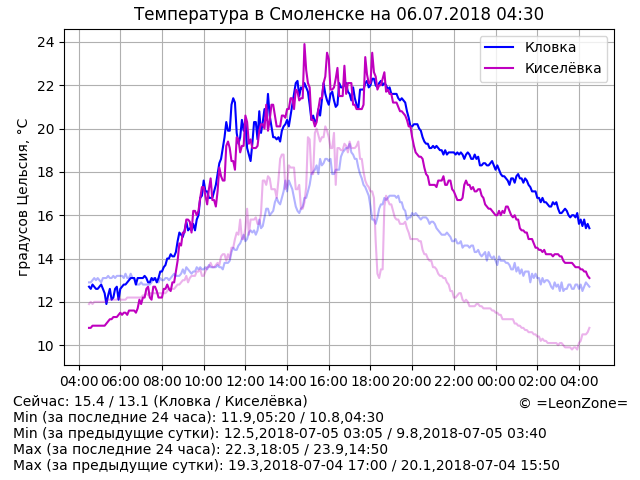 Температура в Смоленске на 06.07.2018 04:30
24
22
20
18
16
14
12
10
градусов Цельсия, °C
Кловка
Киселёвка
04:00 06:00 08:00 10:00 12:00 14:00 16:00 18:00 20:00 22:00 00:00 02:00 04:00
Сейчас: 15.4 / 13.1 (Кловка / Киселёвка)
© =LeonZone=
Min (за последние 24 часа): 11.9,05:20 / 10.8,04:30
Min (за предыдущие сутки): 12.5,2018-07-05 03:05 / 9.8,2018-07-05 03:40
Max (за последние 24 часа): 22.3,18:05 / 23.9,14:50
Max (за предыдущие сутки): 19.3,2018-07-04 17:00 / 20.1,2018-07-04 15:50